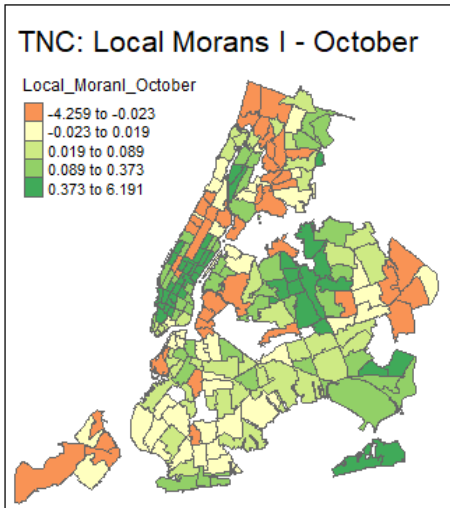 TNC: Local Morans I - October
Local_MoranI_October
-4.259 to -0.023
-0.023 to 0.019
0.019 to 0.089
0.089 to 0.373
0.373 to 6.191